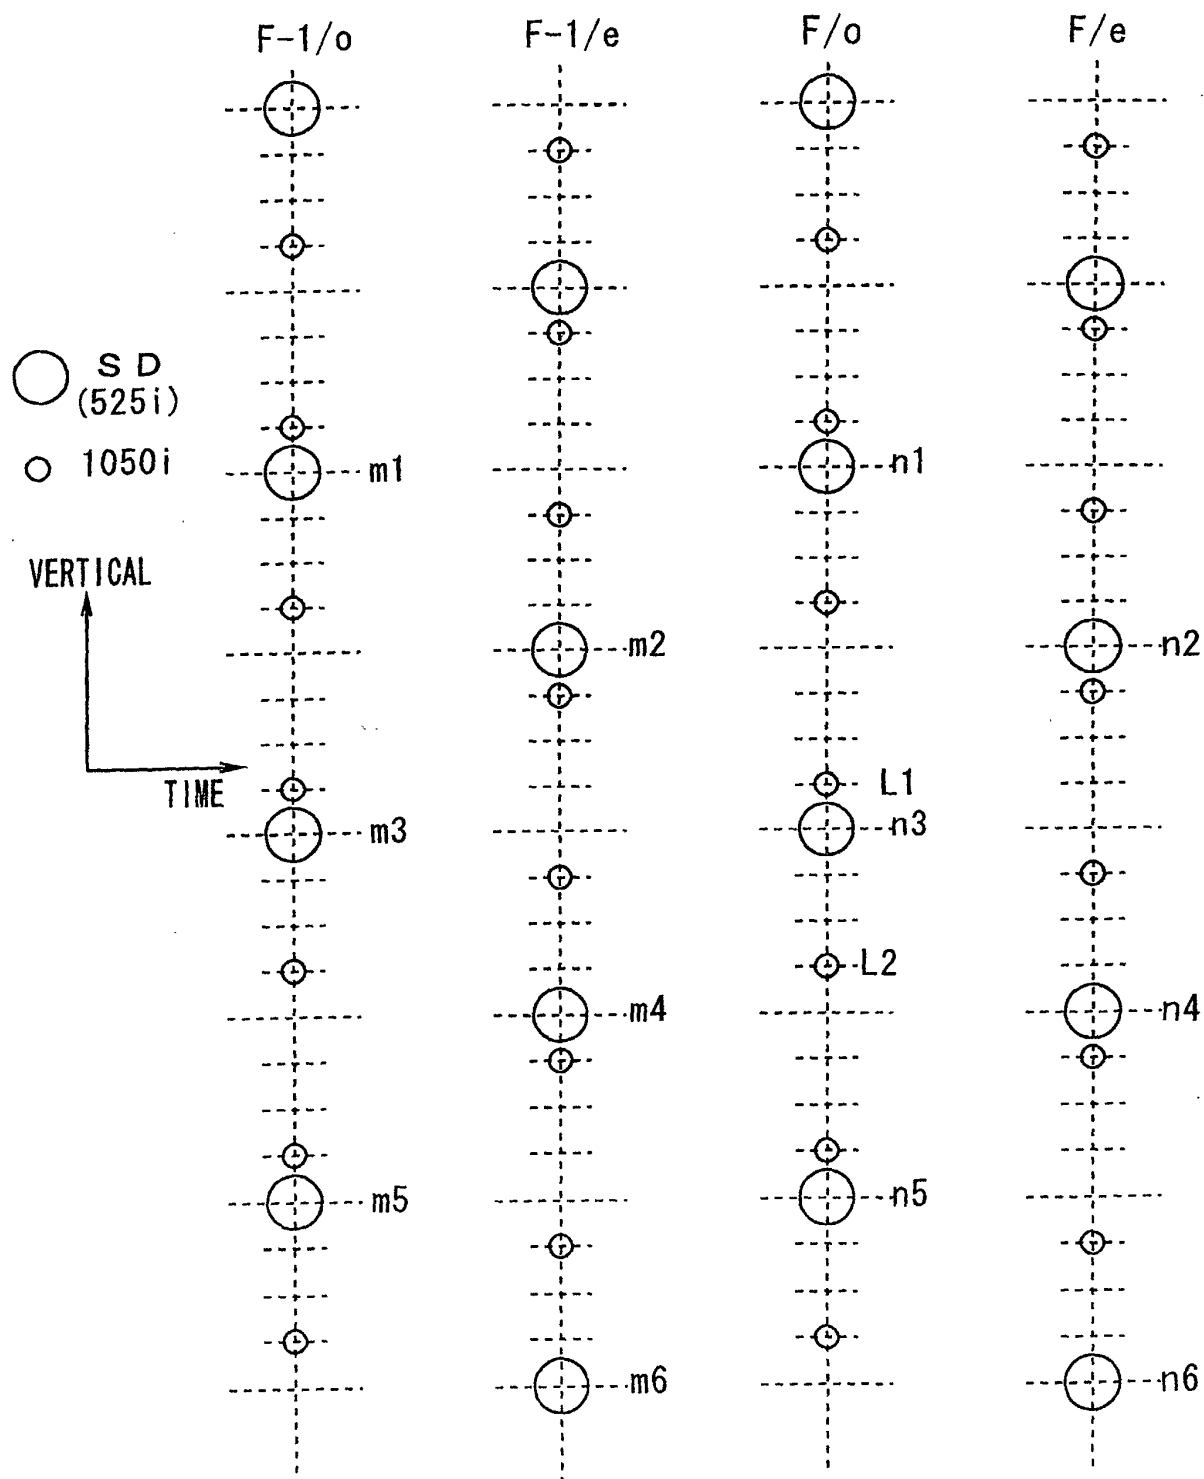 F-1/o F-1/e F/o F/e
SD
(525i)
1050i
m1 n1
VERTICAL
m2 n2
TIME
L1
m3 n3
L2
m4 n4
m5 n5
m6 n6